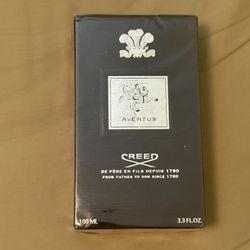 AVENTUS
CREED
DE PÈRE EN FILS DEPUIS 1760
FROM FATHER TO SON SINCE 1760
100 ML 3.3 FL.OZ.